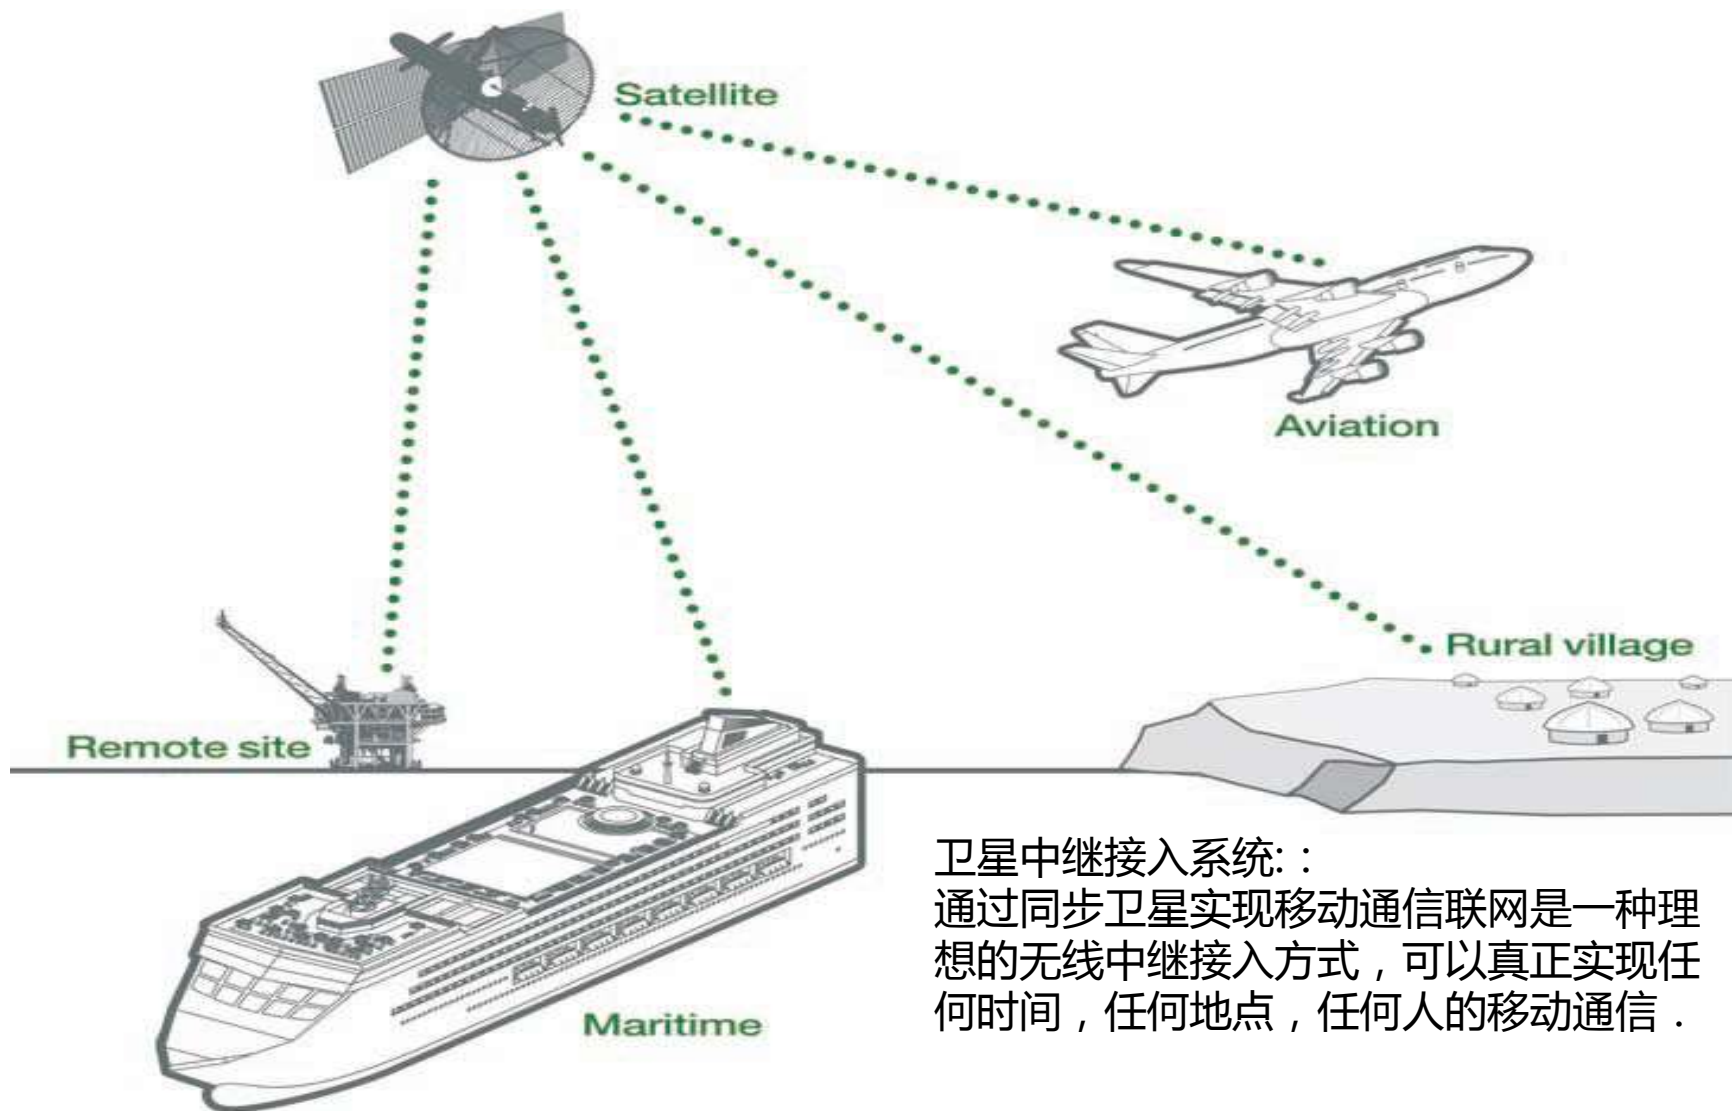 Satellite
Aviation
Rural village
Remote site
Maritime
卫星中继接入系统: :
通过同步卫星实现移动通信联网是一种理
想的无线中继接入方式，可以真正实现任
何时间，任何地点，任何人的移动通信．